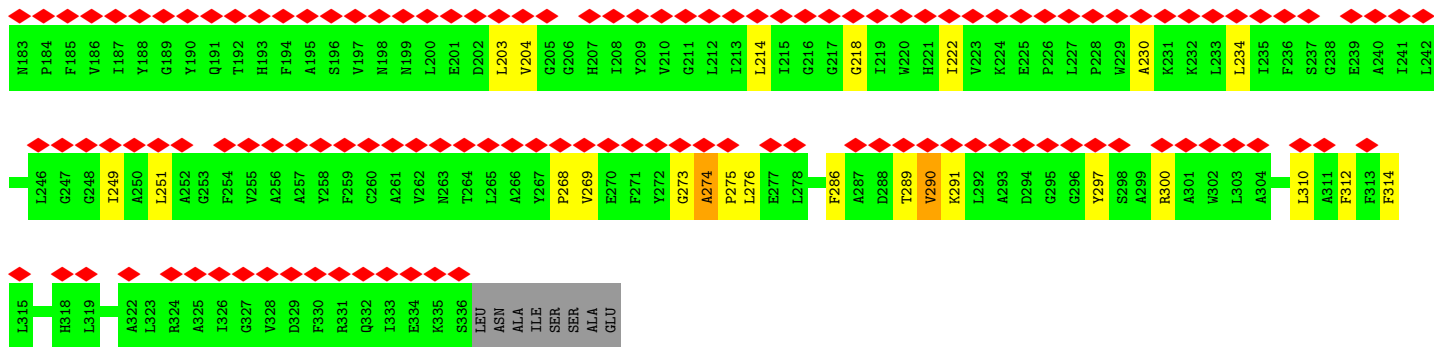 N183 P184 F185 V186 I187 Y188 G189 Y190 Q191 T192 H193 F194 A195 S196 V197 N198 N199 L200 E201 D202 L203 V204 G205 G206 H207 I208 Y209 V210 G211 L212 I213 L214 I215 G216 G217 G218 I219 W220 H221 I222 V223 K224 E225 P226 L227 P228 W229 A230 K231 K232 L233 L234 I235 F236 S237 G238 E239 A240 I241 L242
L246 G247 G248 I249 A250 L251 A252 G253 F254 V255 A256 A257 Y258 F259 C260 A261 V262 N263 T264 L265 A266 Y267 P268 V269 E270 F271 Y272 G273 A274 P275 L276 E277 L278 F286 A287 D288 T289 V290 K291 L292 A293 D294 G295 G296 Y297 S298 A299 R300 A301 W302 L303 A304 L310 A311 F312 F313 F314
L315 H318 L319 A322 L323 R324 A325 I326 G327 V328 D329 F330 R331 Q332 I333 E334 K335 S336 LEU ASN ALA ILE SER SER ALA GLU